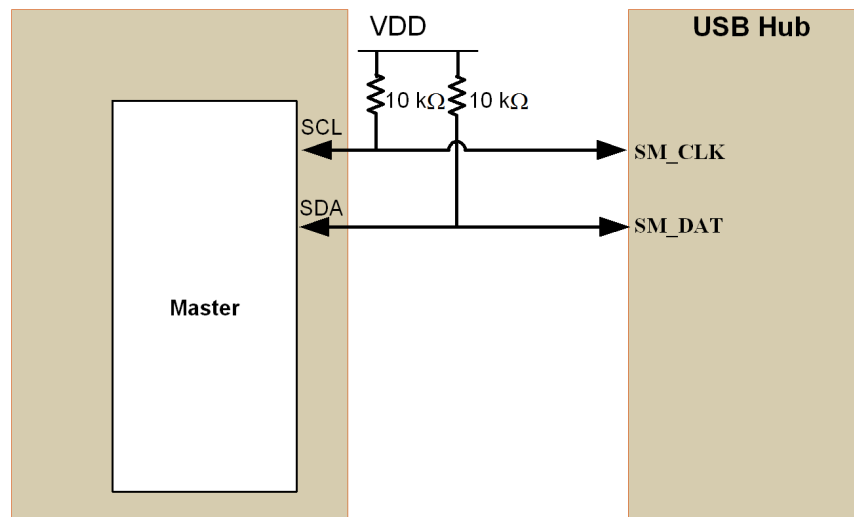 VDD
USB Hub
10 kΩ
10 kΩ
SCL
SM_CLK
SDA
SM_DAT
Master